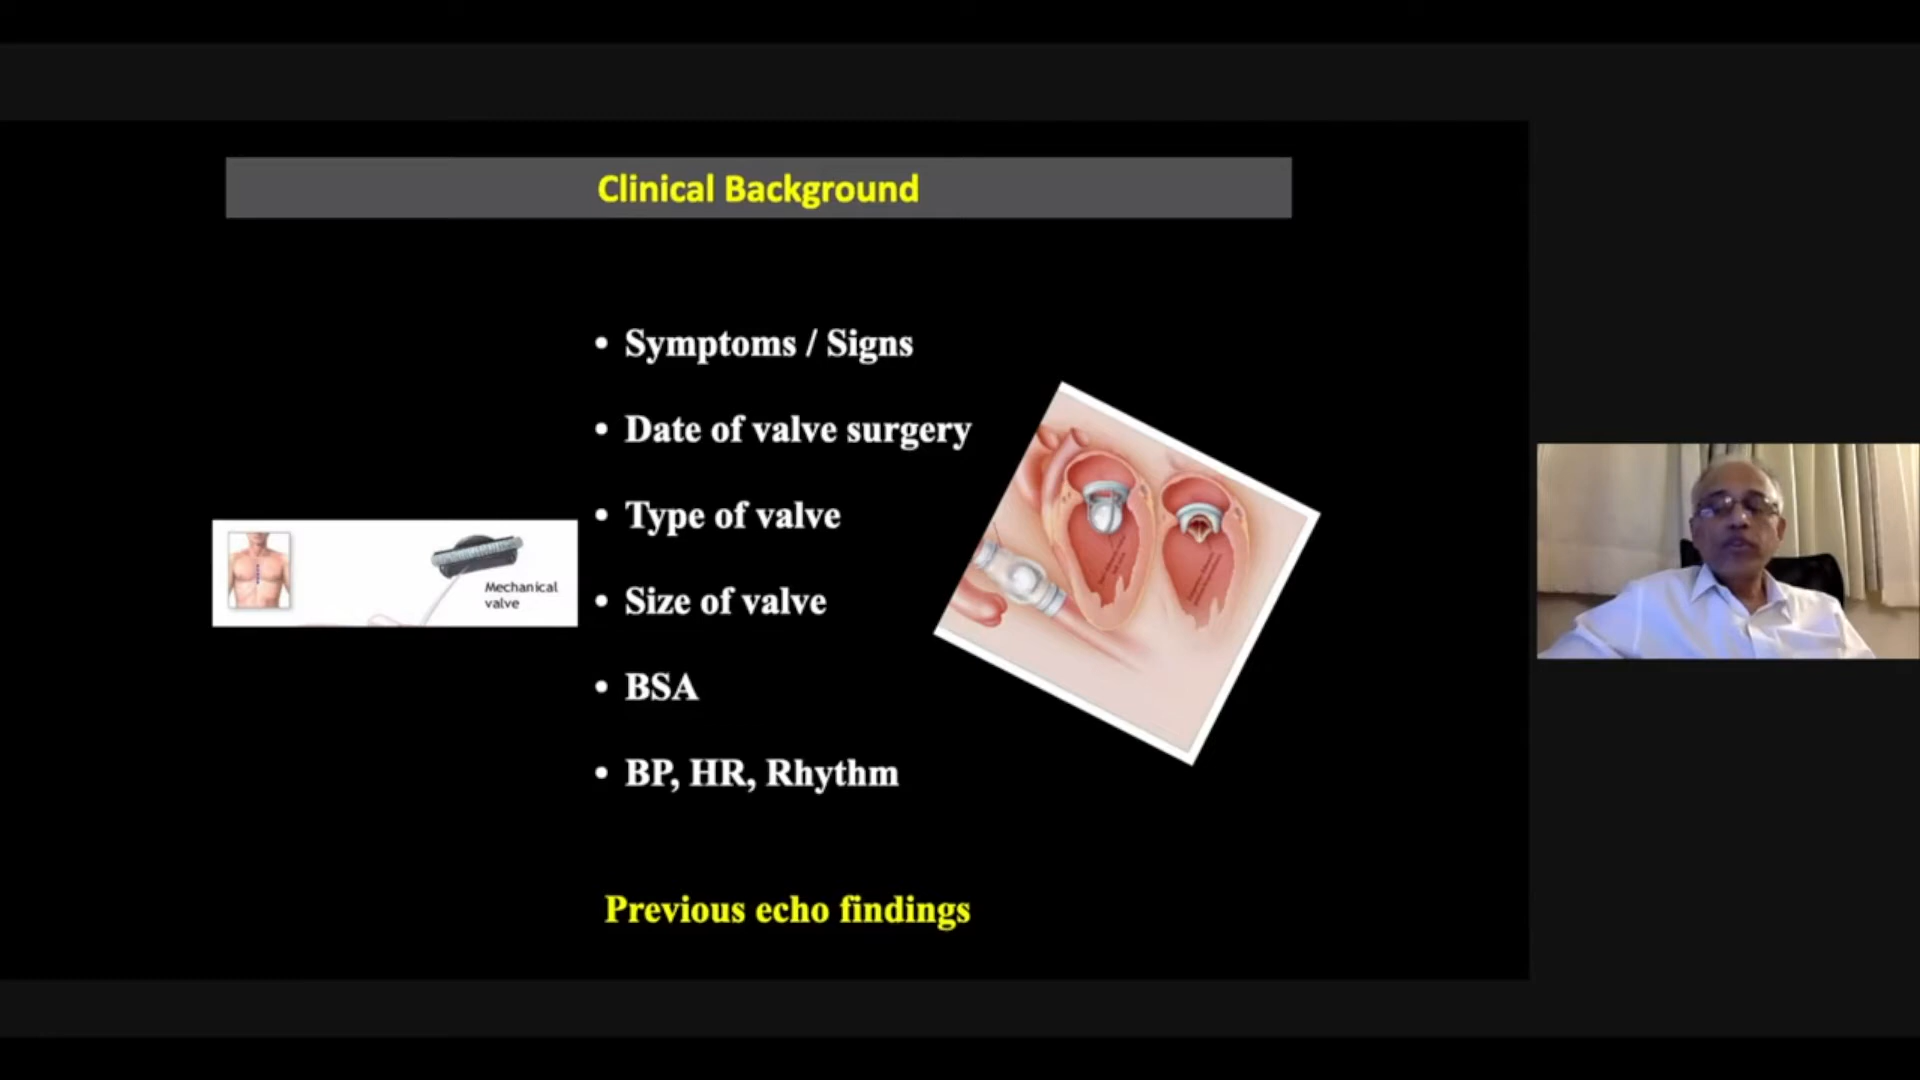 Clinical Background
• Symptoms / Signs
• Date of valve surgery
• Type of valve
• Size of valve
• BSA
• BP, HR, Rhythm
Mechanical
valve
Previous echo findings